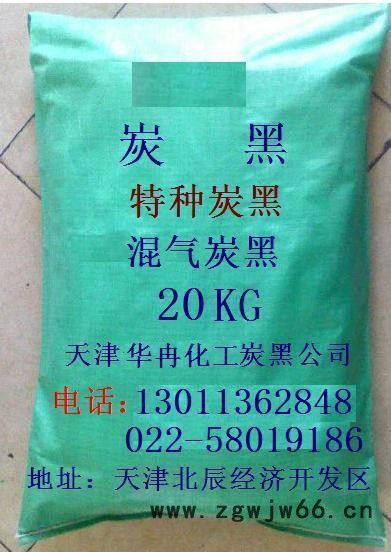 炭 黑
特种炭黑
混气炭黑
20KG
天津华冉化工炭黑公司
电话：13011362848
022-58019186
地址：天津北辰经济开发区
www.zgwjw66.cn